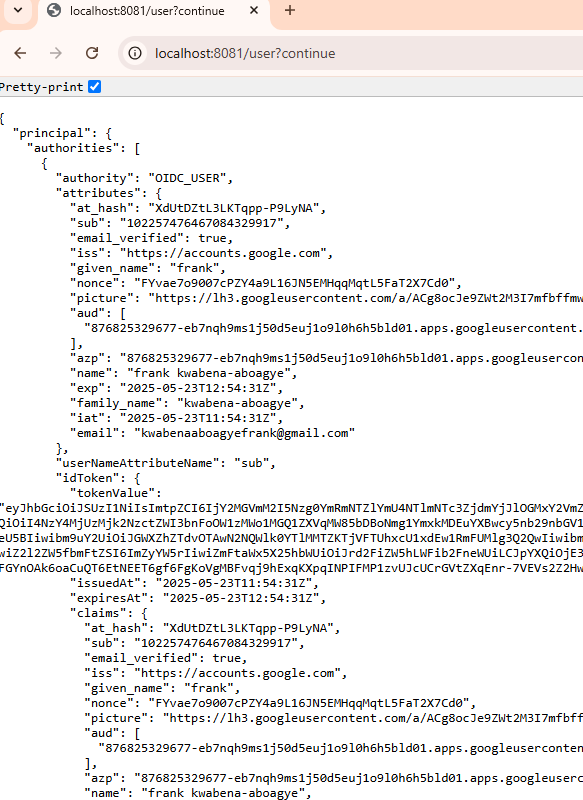 localhost:8081/user?continue
localhost:8081/user?continue
Pretty-print
{
"principal": {
"authorities": [
{
"authority": "OIDC_USER",
"attributes": {
"at_hash": "XdUtDZtL3LKTqpp-P9LyNA",
"sub": "102257476467084329917",
"email_verified": true,
"iss": "https://accounts.google.com",
"given_name": "frank",
"nonce": "FYvae7o9007cPZY4a9L16JN5EMHqqMqtL5FaT2X7Cd0",
"picture": "https://lh3.googleusercontent.com/a/ACg8ocJe9ZWt2M3I7mfbffmw
"aud": [
"876825329677-eb7nqh9ms1j50d5euj1o9l0h6h5bld01.apps.googleusercontent.
],
"azp": "876825329677-eb7nqh9ms1j50d5euj1o9l0h6h5bld01.apps.googleusercon
"name": "frank kwabena-aboagye",
"exp": "2025-05-23T12:54:31Z",
"family_name": "kwabena-aboagye",
"iat": "2025-05-23T11:54:31Z",
"email": "kwabenaaboagyefrank@gmail.com"
},
"userNameAttributeName": "sub",
"idToken": {
"tokenValue":
"issuedAt": "2025-05-23T11:54:31Z",
"expiresAt": "2025-05-23T12:54:31Z",
"claims": {
"at_hash": "XdUtDZtL3LKTqpp-P9LyNA",
"sub": "102257476467084329917",
"email_verified": true,
"iss": "https://accounts.google.com",
"given_name": "frank",
"nonce": "FYvae7o9007cPZY4a9L16JN5EMHqqMqtL5FaT2X7Cd0",
"picture": "https://lh3.googleusercontent.com/a/ACg8ocJe9ZWt2M3I7mfbff
"aud": [
"876825329677-eb7nqh9ms1j50d5euj1o9l0h6h5bld01.apps.googleuserconten
],
"azp": "876825329677-eb7nqh9ms1j50d5euj1o9l0h6h5bld01.apps.googleuserc
"name": "frank kwabena-aboagye",